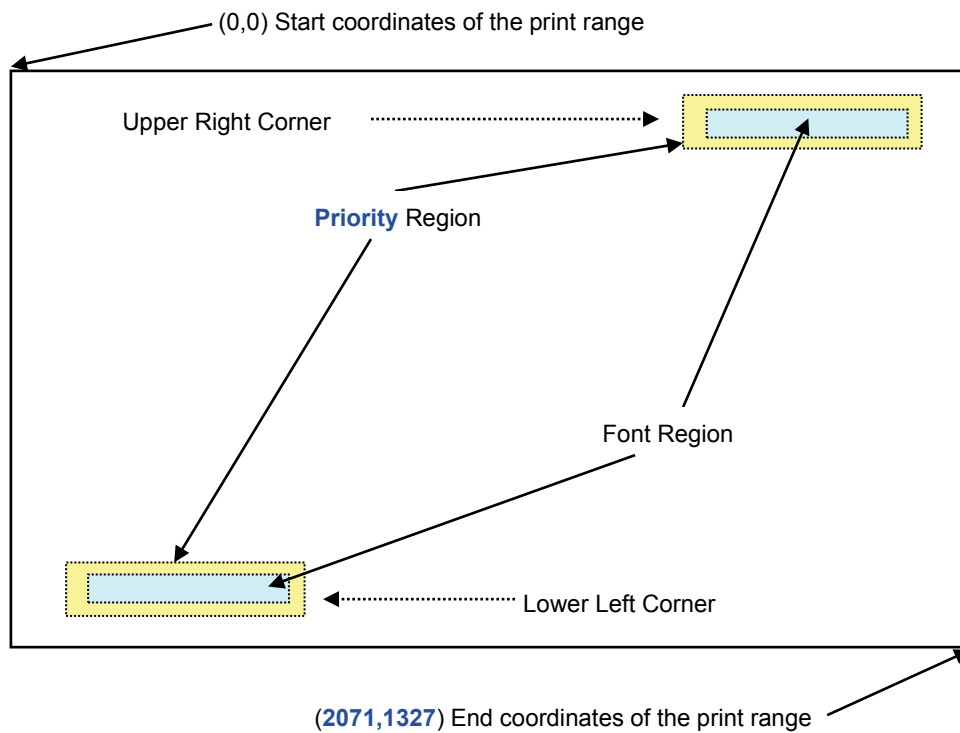 (0,0) Start coordinates of the print range
Upper Right Corner
Priority Region
Font Region
Lower Left Corner
(2071,1327) End coordinates of the print range